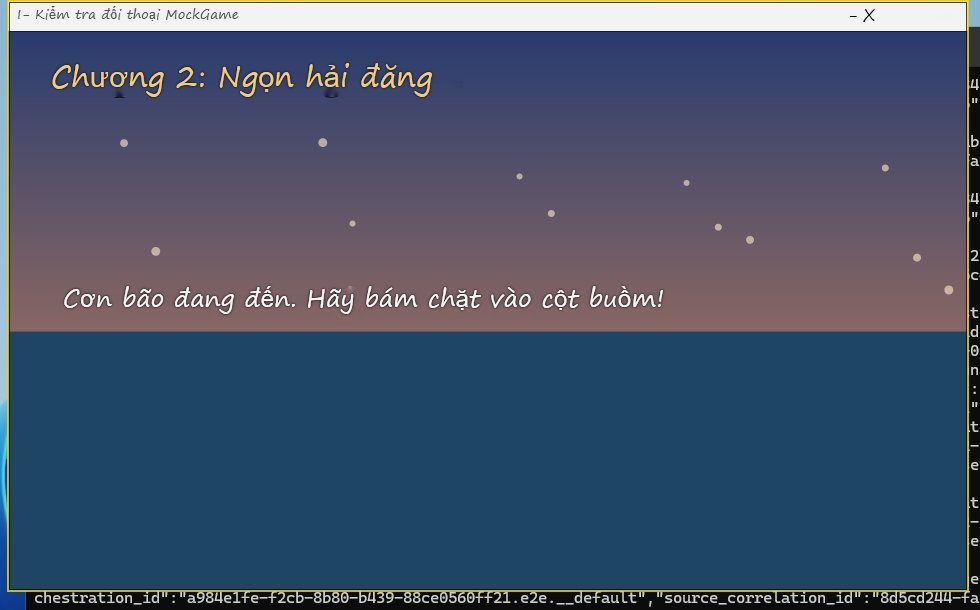 1- Kiểm tra đối thoại MockGame
- X
Chương 2: Ngọn hải đăng
Cơn bão đang đến. Hãy bám chặt vào cột buồm!
chestration_id":"a984e1fe-f2cb-8b80-b439-88ce0560ff21.e2e.__default","source_correlation_id":"8d5cd244-fa